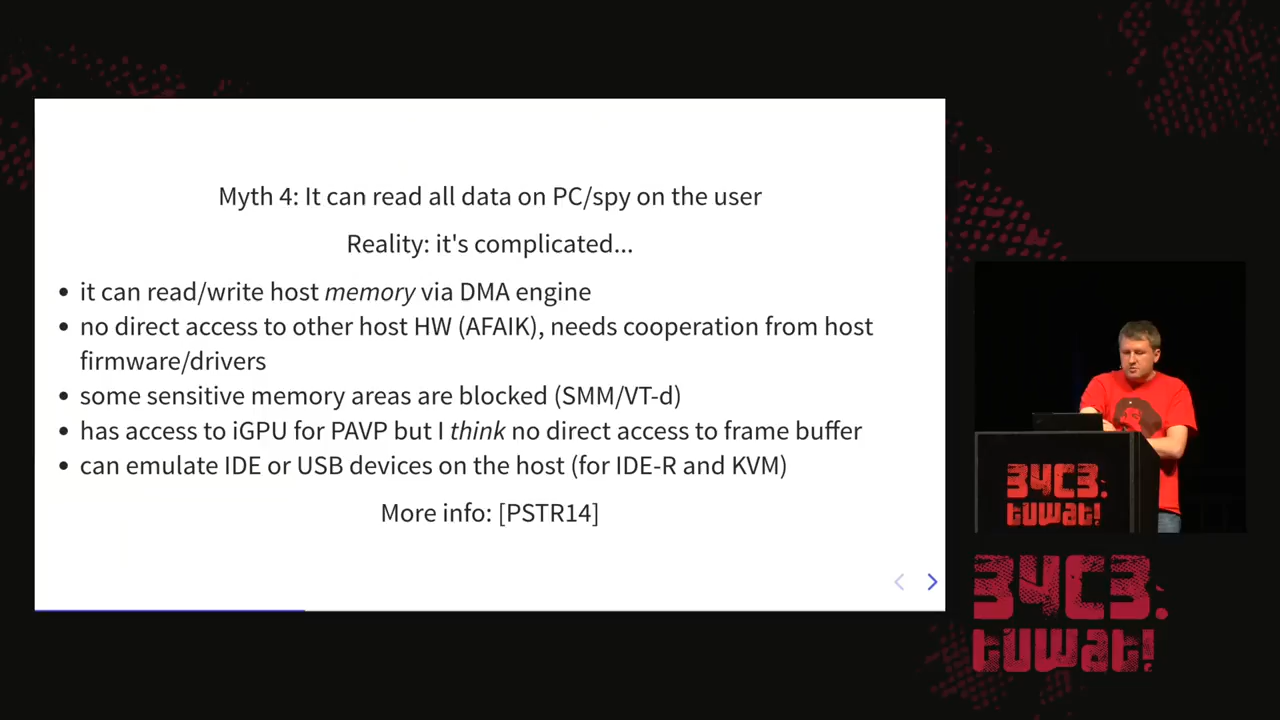 Myth 4: It can read all data on PC/spy on the user
Reality: it's complicated...
• it can read/write host memory via DMA engine
• no direct access to other host HW (AFAIK), needs cooperation from host
firmware/drivers
• some sensitive memory areas are blocked (SMM/VT-d)
• has access to iGPU for PAVP but I think no direct access to frame buffer
• can emulate IDE or USB devices on the host (for IDE-R and KVM)
More info: [PSTR14]
34C3.
tuwat!
34C3.
tuwat!